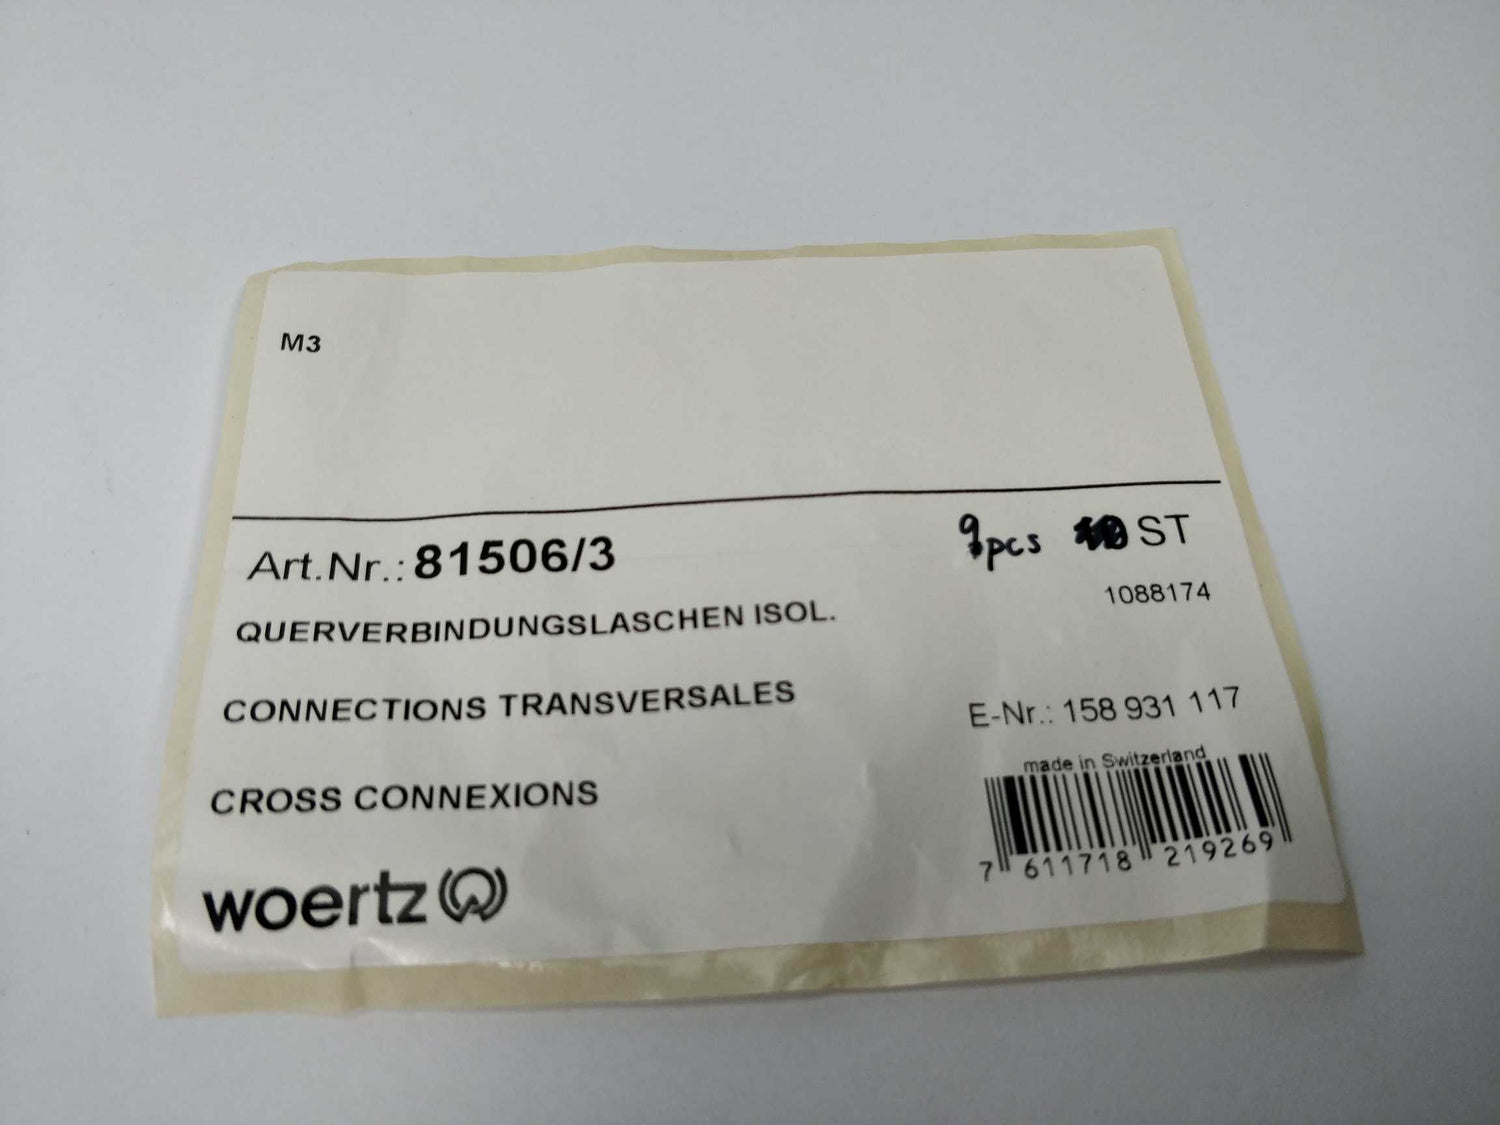 M3
Art.Nr.: 81506/3 9pcs 10 ST
1088174
QUERVERBINDUNGSLASCHEN ISOL.
CONNECTIONS TRANSVERSALES
E-Nr.: 158 931 117
made in Switzerland
CROSS CONNEXIONS
7 611718 219269
woertz